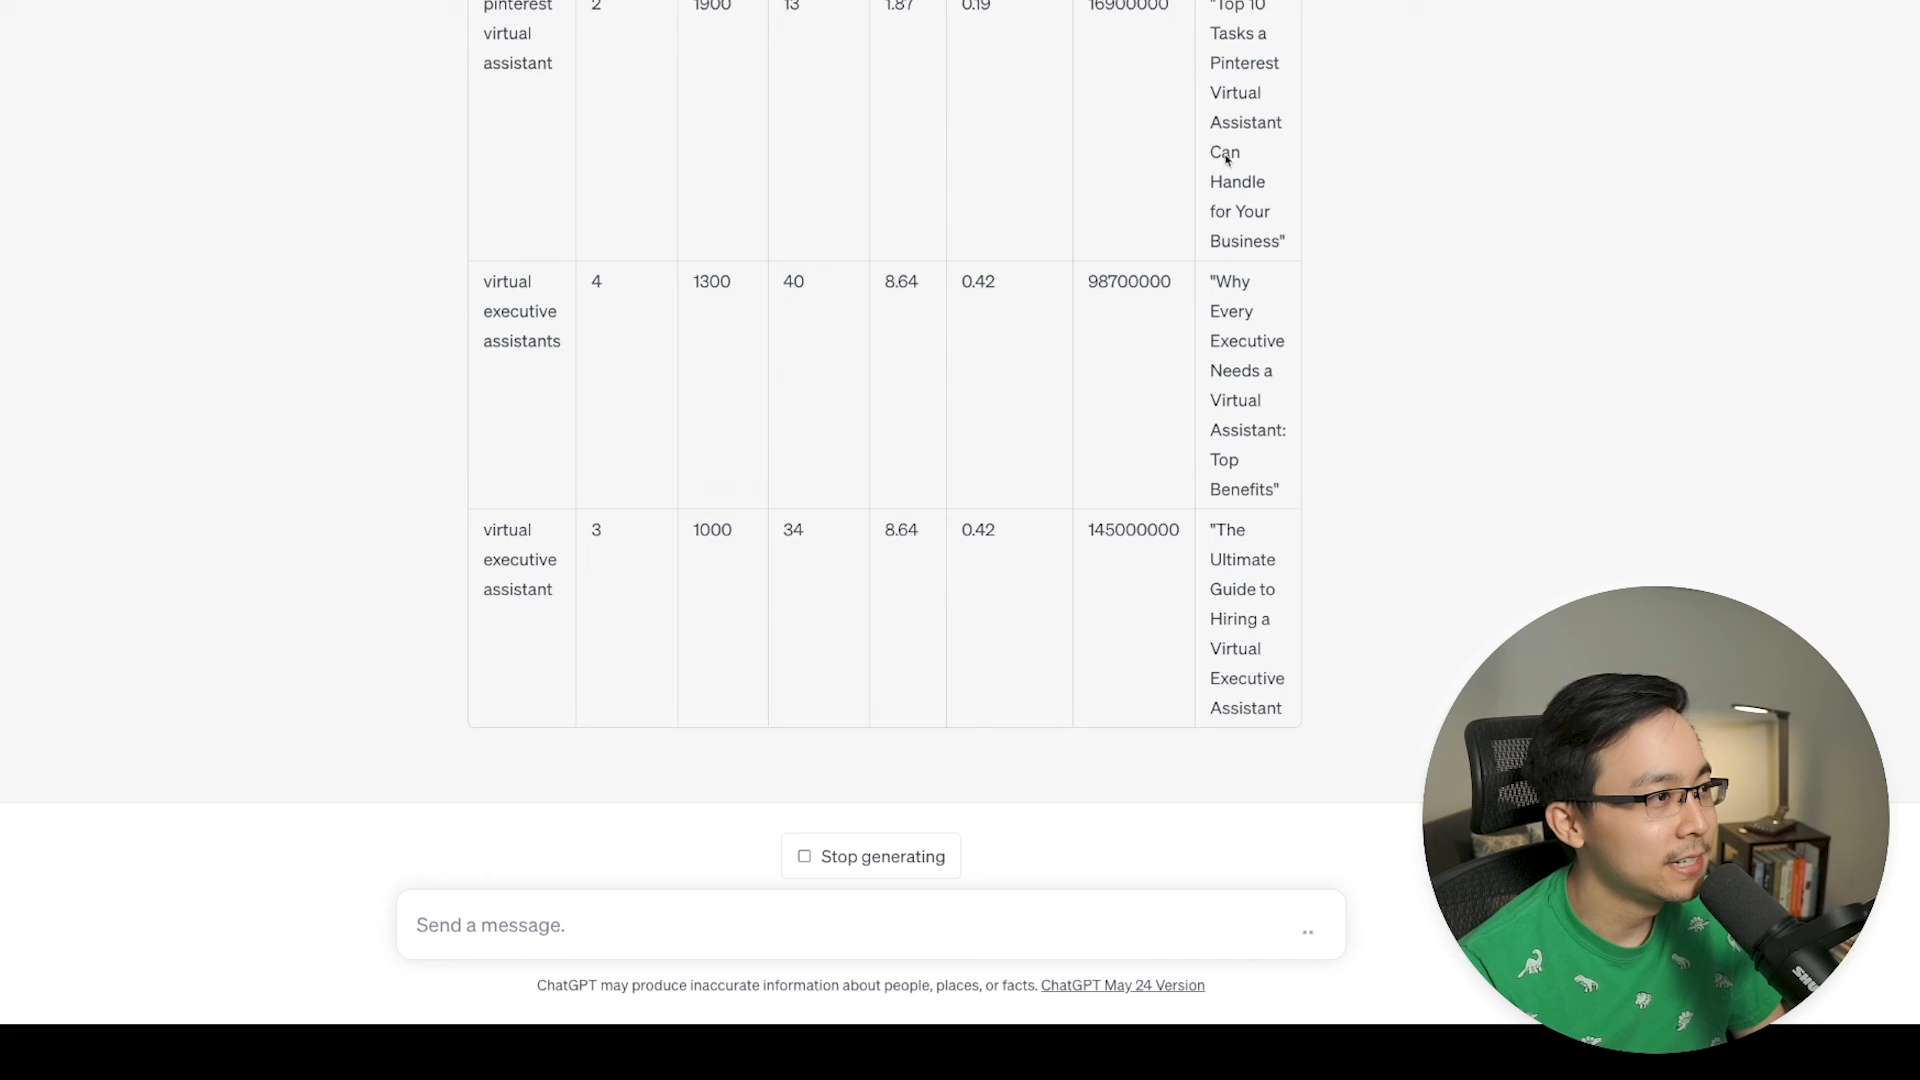 pinterest 2 1900 13 1.87 0.19 16900000 "Top 10
virtual Tasks a
assistant Pinterest
Virtual
Assistant
Can
Handle
for Your
Business"
virtual 4 1300 40 8.64 0.42 98700000 "Why
executive Every
assistants Executive
Needs a
Virtual
Assistant:
Top
Benefits"
virtual 3 1000 34 8.64 0.42 145000000 "The
executive Ultimate
assistant Guide to
Hiring a
Virtual
Executive
Assistant
Stop generating
Send a message.
ChatGPT may produce inaccurate information about people, places, or facts. ChatGPT May 24 Version